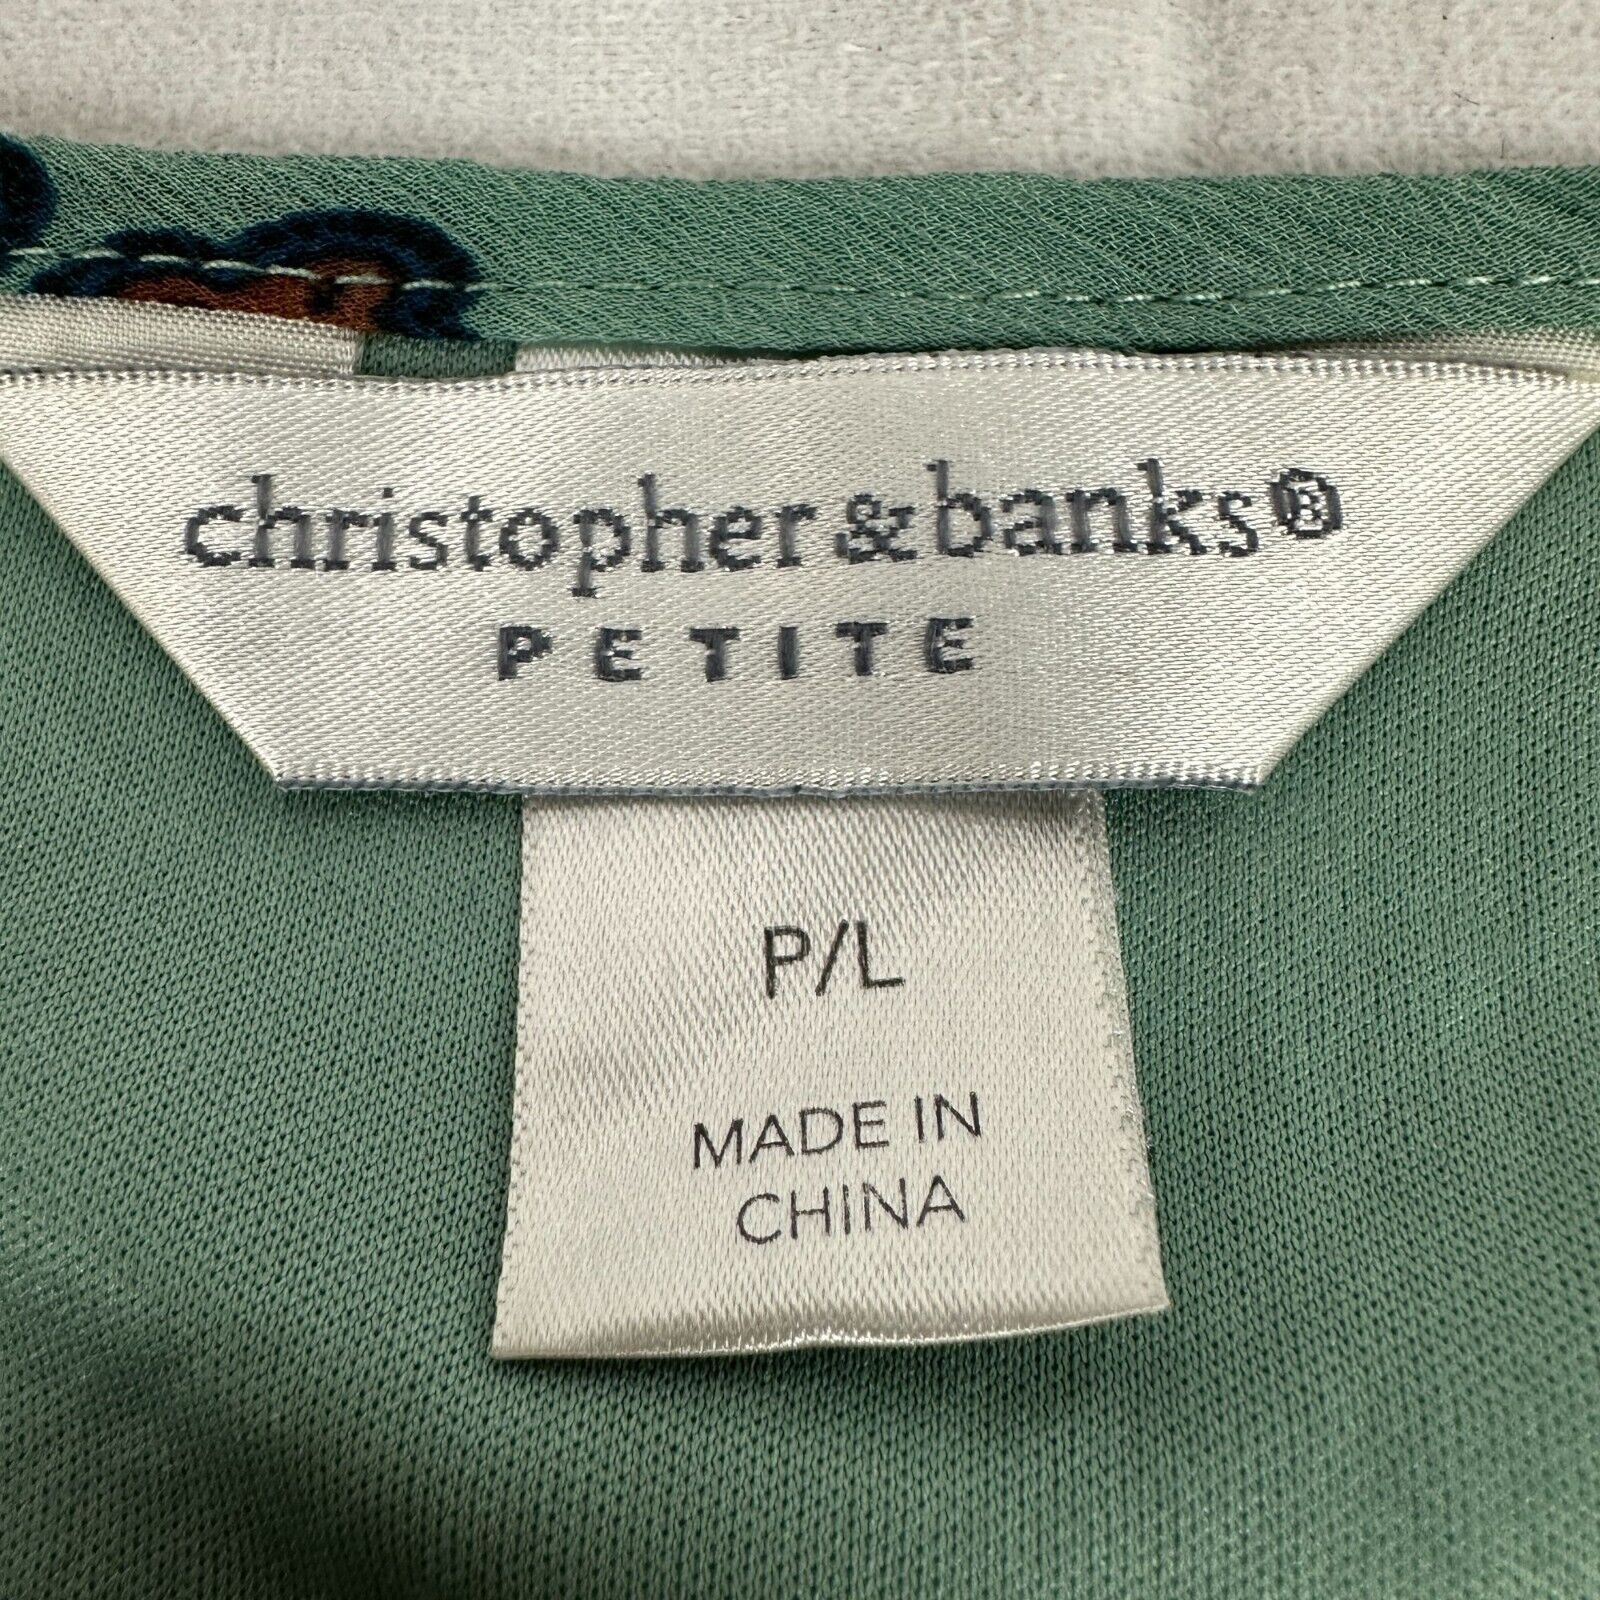 christopher & banks®
PETITE
P/L
MADE IN
CHINA